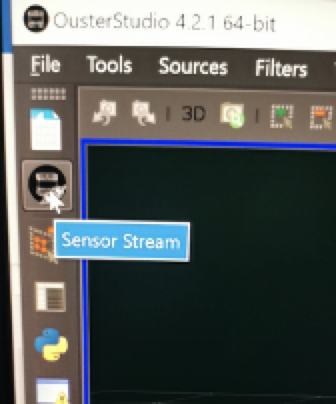 OusterStudio 4.2.1 64-bit
File Tools Sources Filters
3D
Sensor Stream